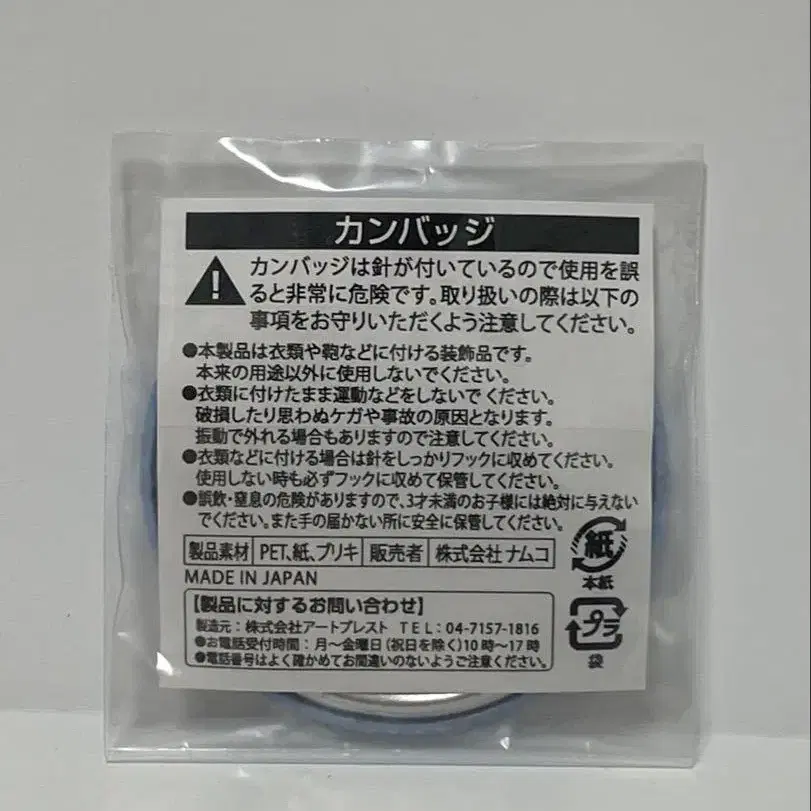 カンバッジ
カンバッジは針が付いているので使用を誤
ると非常に危険です。取り扱いの際は以下の
事項をお守りいただくよう注意してください。
●本製品は衣類や鞄などに付ける装飾品です。
本来の用途以外に使用しないでください。
●衣類に付けたまま運動などをしないでください。
破損したり思わぬケガや事故の原因となります。
振動で外れる場合もありますので注意してください。
●衣類などに付ける場合は針をしっかりフックに収めてください。
使用しない時も必ずフックに収めて保管してください。
●誤飲・窒息の危険がありますので、3才未満のお子様には絶対に与えない
でください。また手の届かない所に安全に保管してください。
製品素材 PET、紙、ブリキ 販売者 株式会社 ナムコ
MADE IN JAPAN
紙
本紙
【製品に対するお問い合わせ】
製造元：株式会社アートプレスト TEL：04-7157-1816
●お電話受付時間：月～金曜日(祝日を除く)10時～17時
●電話番号はよく確かめてお間違いのないようご注意ください。
プラ
袋